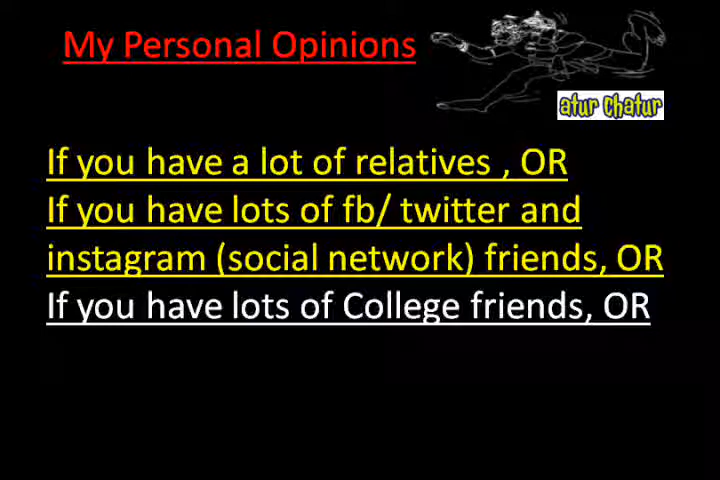 My Personal Opinions
atur chatur
If you have a lot of relatives , OR
If you have lots of fb/ twitter and
instagram (social network) friends, OR
If you have lots of College friends, OR